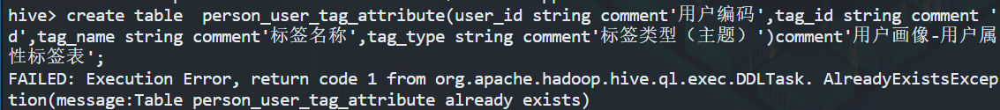 hive> create table  person_user_tag_attribute(user_id string comment'用户编码',tag_id string comment '
d',tag_name string comment'标签名称',tag_type string comment'标签类型（主题）')comment'用户画像-用户属
性标签表';
FAILED: Execution Error, return code 1 from org.apache.hadoop.hive.ql.exec.DDLTask. AlreadyExistsExcep
tion(message:Table person_user_tag_attribute already exists)